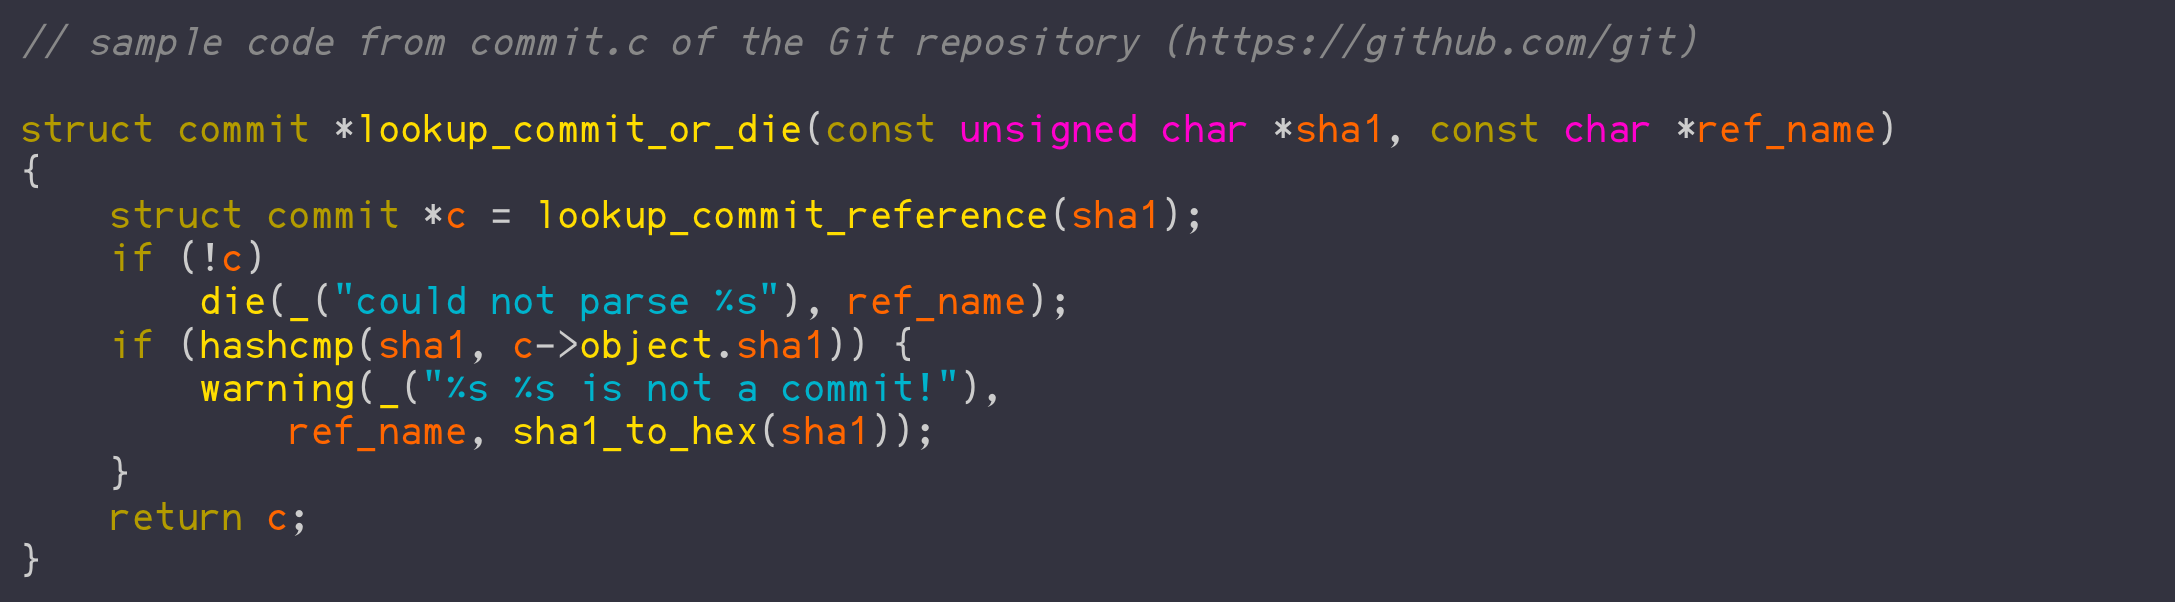 // sample code from commit.c of the Git repository (https://github.com/git)

struct commit *lookup_commit_or_die(const unsigned char *sha1, const char *ref_name)
{
    struct commit *c = lookup_commit_reference(sha1);
    if (!c)
        die(_("could not parse %s"), ref_name);
    if (hashcmp(sha1, c->object.sha1)) {
        warning(_("%s %s is not a commit!"),
            ref_name, sha1_to_hex(sha1));
    }
    return c;
}